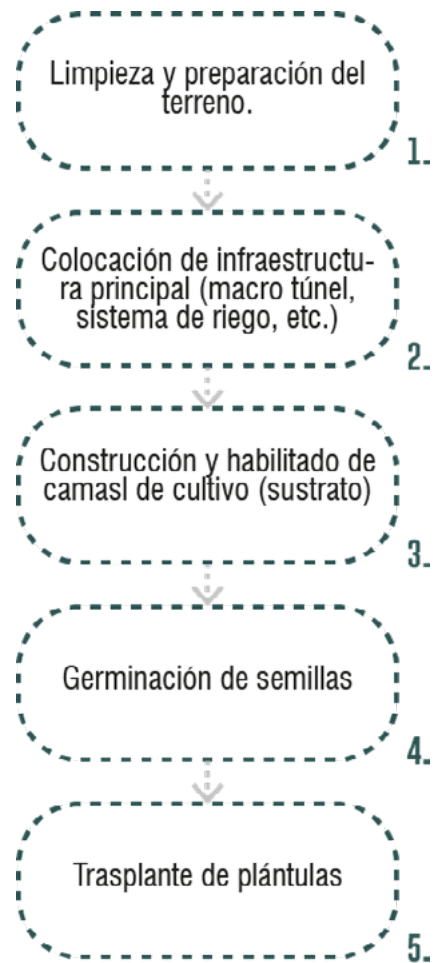 Limpieza y preparación del
terreno.
1.
Colocación de infraestructu-
ra principal (macro túnel,
sistema de riego, etc.)
2.
Construcción y habilitado de
camasl de cultivo (sustrato)
3.
Germinación de semillas
4.
Trasplante de plántulas
5.